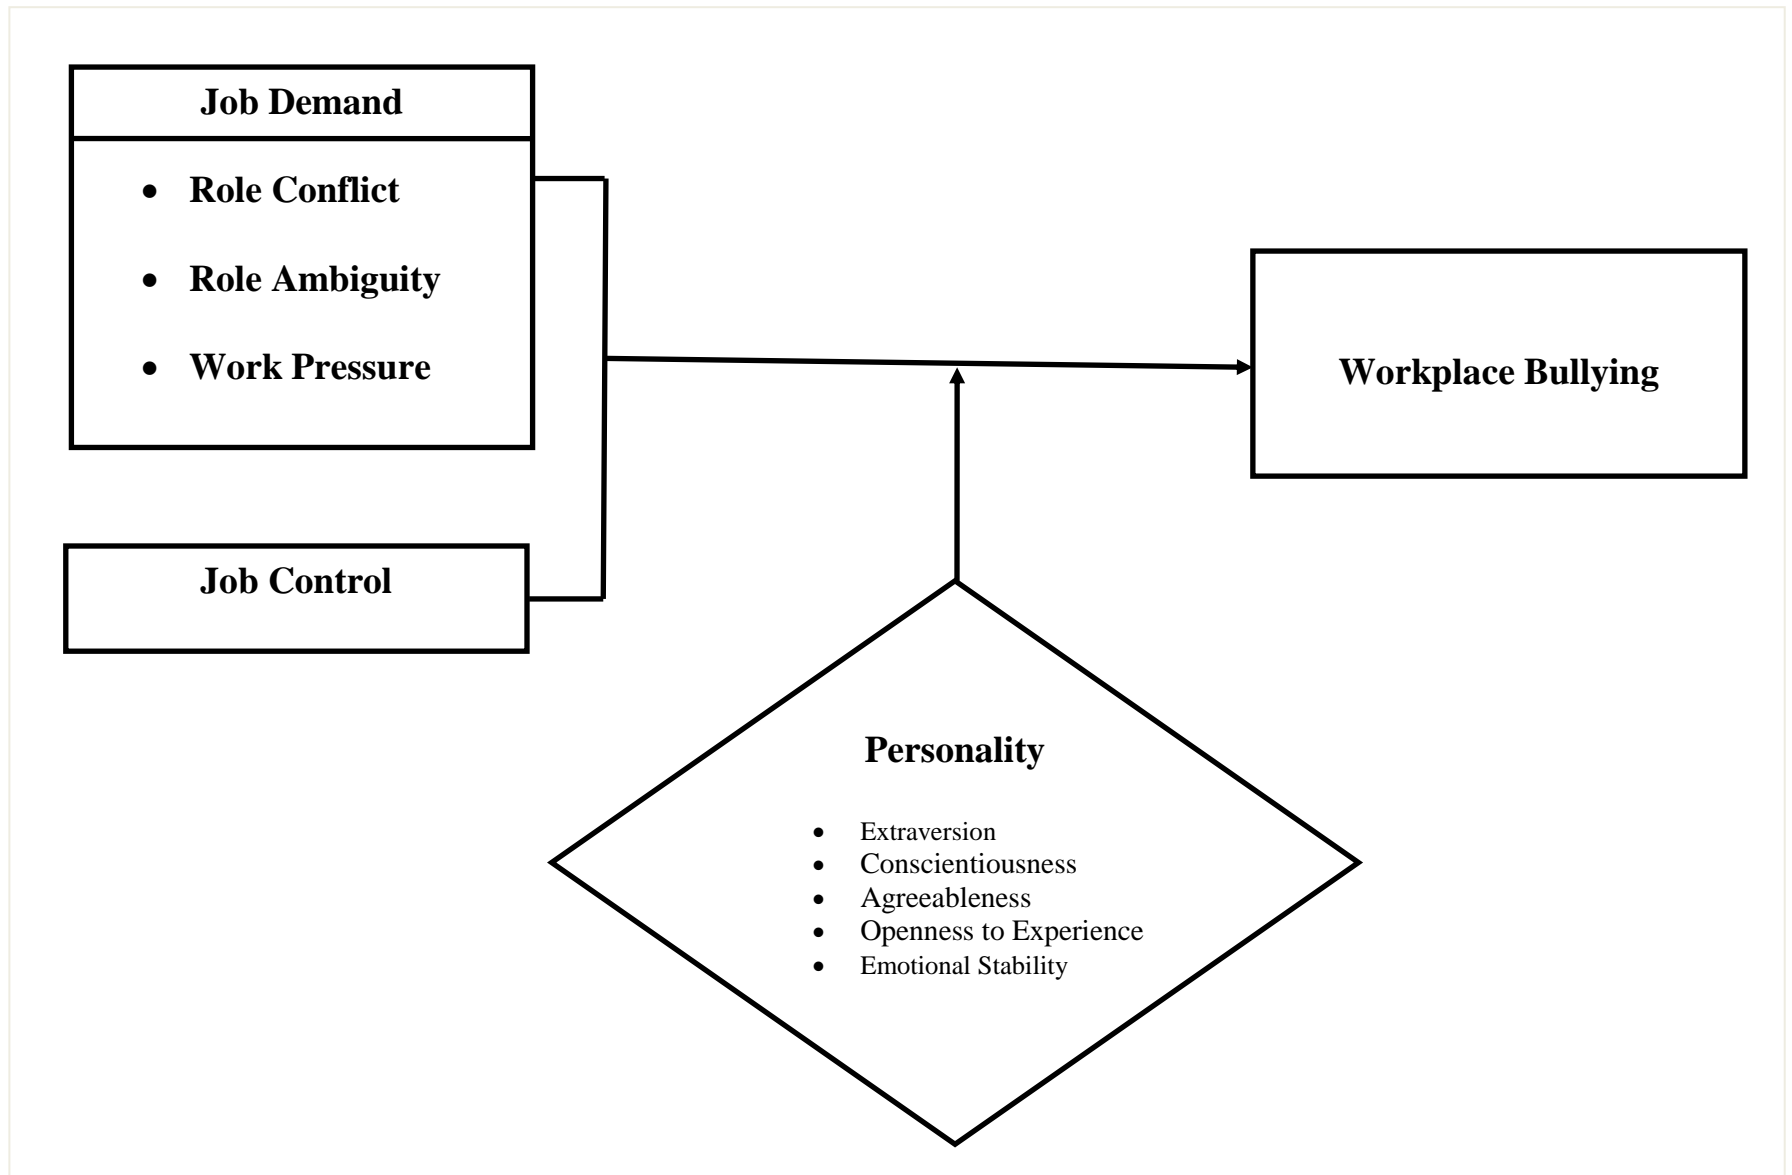 Job Demand
• Role Conflict
• Role Ambiguity
• Work Pressure
Workplace Bullying
Job Control
Personality
• Extraversion
• Conscientiousness
• Agreeableness
• Openness to Experience
• Emotional Stability